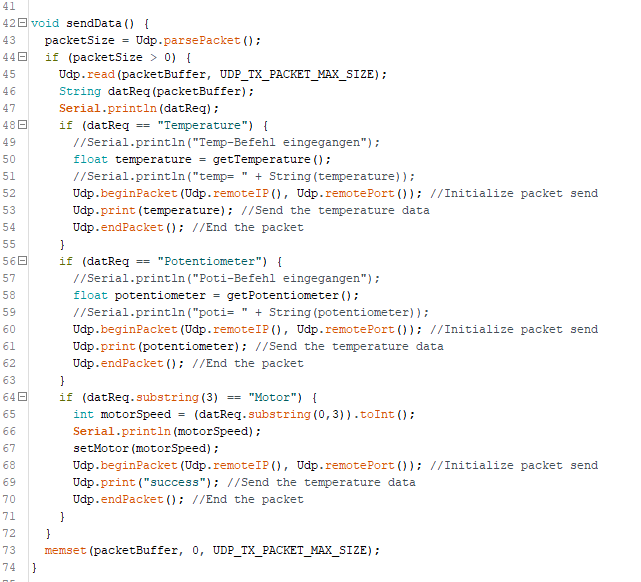 41
42 void sendData() {
43   packetSize = Udp.parsePacket();
44   if (packetSize > 0) {
45     Udp.read(packetBuffer, UDP_TX_PACKET_MAX_SIZE);
46     String datReq(packetBuffer);
47     Serial.println(datReq);
48     if (datReq == "Temperature") {
49       //Serial.println("Temp-Befehl eingegangen");
50       float temperature = getTemperature();
51       //Serial.println("temp= " + String(temperature));
52       Udp.beginPacket(Udp.remoteIP(), Udp.remotePort()); //Initialize packet send
53       Udp.print(temperature); //Send the temperature data
54       Udp.endPacket(); //End the packet
55     }
56     if (datReq == "Potentiometer") {
57       //Serial.println("Poti-Befehl eingegangen");
58       float potentiometer = getPotentiometer();
59       //Serial.println("poti= " + String(potentiometer));
60       Udp.beginPacket(Udp.remoteIP(), Udp.remotePort()); //Initialize packet send
61       Udp.print(potentiometer); //Send the temperature data
62       Udp.endPacket(); //End the packet
63     }
64     if (datReq.substring(3) == "Motor") {
65       int motorSpeed = (datReq.substring(0,3)).toInt();
66       Serial.println(motorSpeed);
67       setMotor(motorSpeed);
68       Udp.beginPacket(Udp.remoteIP(), Udp.remotePort()); //Initialize packet send
69       Udp.print("success"); //Send the temperature data
70       Udp.endPacket(); //End the packet
71     }
72   }
73   memset(packetBuffer, 0, UDP_TX_PACKET_MAX_SIZE);
74 }